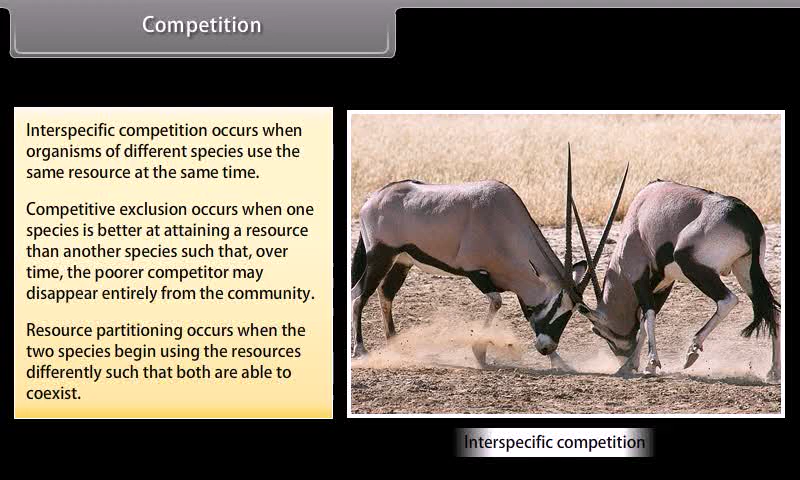 Competition
Interspecific competition occurs when
organisms of different species use the
same resource at the same time.
Competitive exclusion occurs when one
species is better at attaining a resource
than another species such that, over
time, the poorer competitor may
disappear entirely from the community.
Resource partitioning occurs when the
two species begin using the resources
differently such that both are able to
coexist.
Interspecific competition